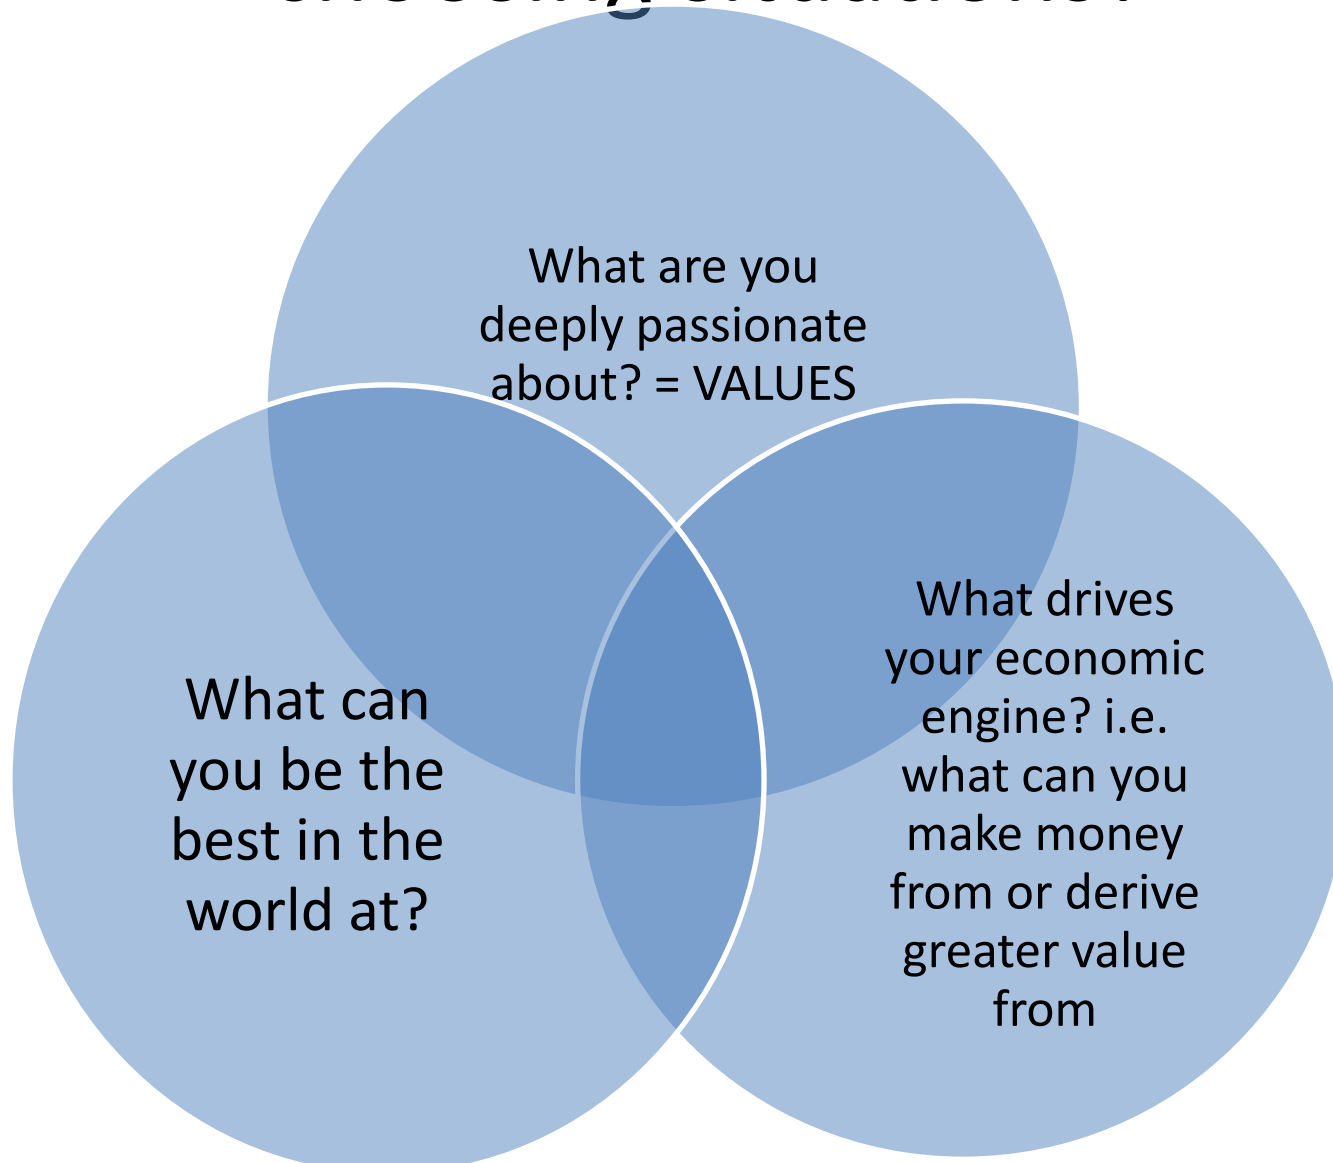 What are you
deeply passionate
about? = VALUES
What can
you be the
best in the
world at?
What drives
your economic
engine? i.e.
what can you
make money
from or derive
greater value
from